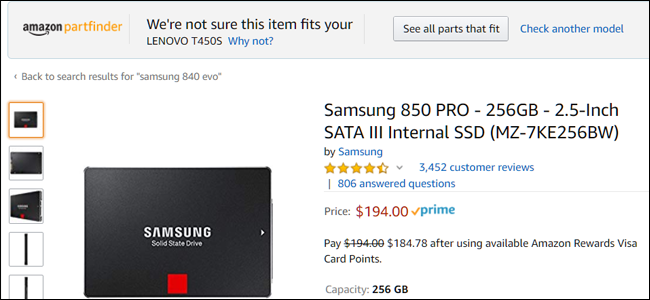 amazon partfinder
We're not sure this item fits your
LENOVO T450S Why not?
See all parts that fit
Check another model
‹ Back to search results for "samsung 840 evo"
Samsung 850 PRO - 256GB - 2.5-Inch
SATA III Internal SSD (MZ-7KE256BW)
by Samsung
3,452 customer reviews
| 806 answered questions
Price: $194.00 prime
Pay $194.00 $184.78 after using available Amazon Rewards Visa
Card Points.
Capacity: 256 GB
SAMSUNG
Solid State Drive